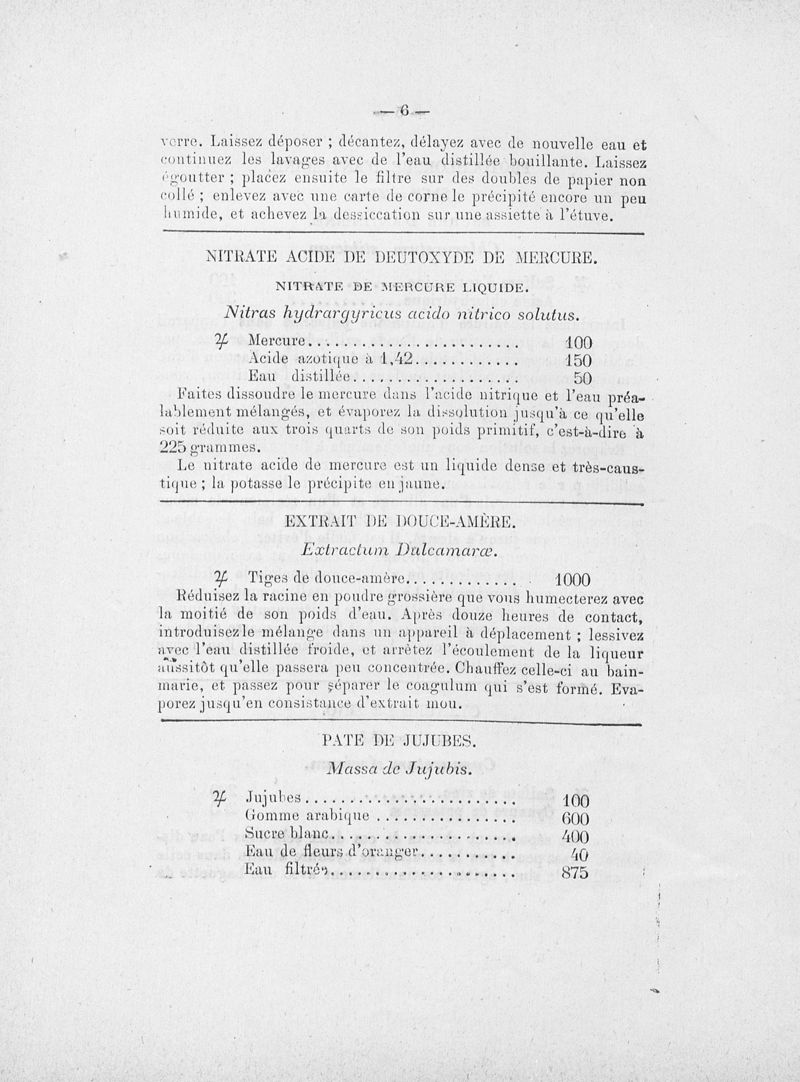 — 6 —
verre. Laissez déposer ; décantez, délayez avec de nouvelle eau et
continuez les lavages avec de l'eau distillée bouillante. Laissez
égoutter ; placez ensuite le filtre sur des doubles de papier non
collé ; enlevez avec une carte de corne le précipité encore un peu
humide, et achevez la dessiccation sur une assiette à l'étuve.
NITRATE ACIDE DE DEUTOXYDE DE MERCURE.
NITRATE DE MERCURE LIQUIDE.
Nitras hydrargyricus acido nitrico solutus.
♃ Mercure........................ 100
Acide azotique à 1,42............ 150
Eau distillée................... 50
Faites dissoudre le mercure dans l'acide nitrique et l'eau préa-
lablement mélangés, et évaporez la dissolution jusqu'à ce qu'elle
soit réduite aux trois quarts de son poids primitif, c'est-à-dire à
225 grammes.
Le nitrate acide de mercure est un liquide dense et très-caus-
tique ; la potasse le précipite en jaune.
EXTRAIT DE DOUCE-AMÈRE.
Extractum Dulcamaræ.
♃ Tiges de douce-amère............. 1000
Réduisez la racine en poudre grossière que vous humecterez avec
la moitié de son poids d'eau. Après douze heures de contact,
introduisez le mélange dans un appareil à déplacement ; lessivez
avec l'eau distillée froide, et arrêtez l'écoulement de la liqueur
aussitôt qu'elle passera peu concentrée. Chauffez celle-ci au bain-
marie, et passez pour séparer le coagulum qui s'est formé. Eva-
porez jusqu'en consistance d'extrait mou.
PATE DE JUJUBES.
Massa de Jujubis.
♃ Jujubes........................ 100
Gomme arabique ................ 600
Sucre blanc..................... 400
Eau de fleurs d'oranger........... 40
Eau filtrée..................... 875